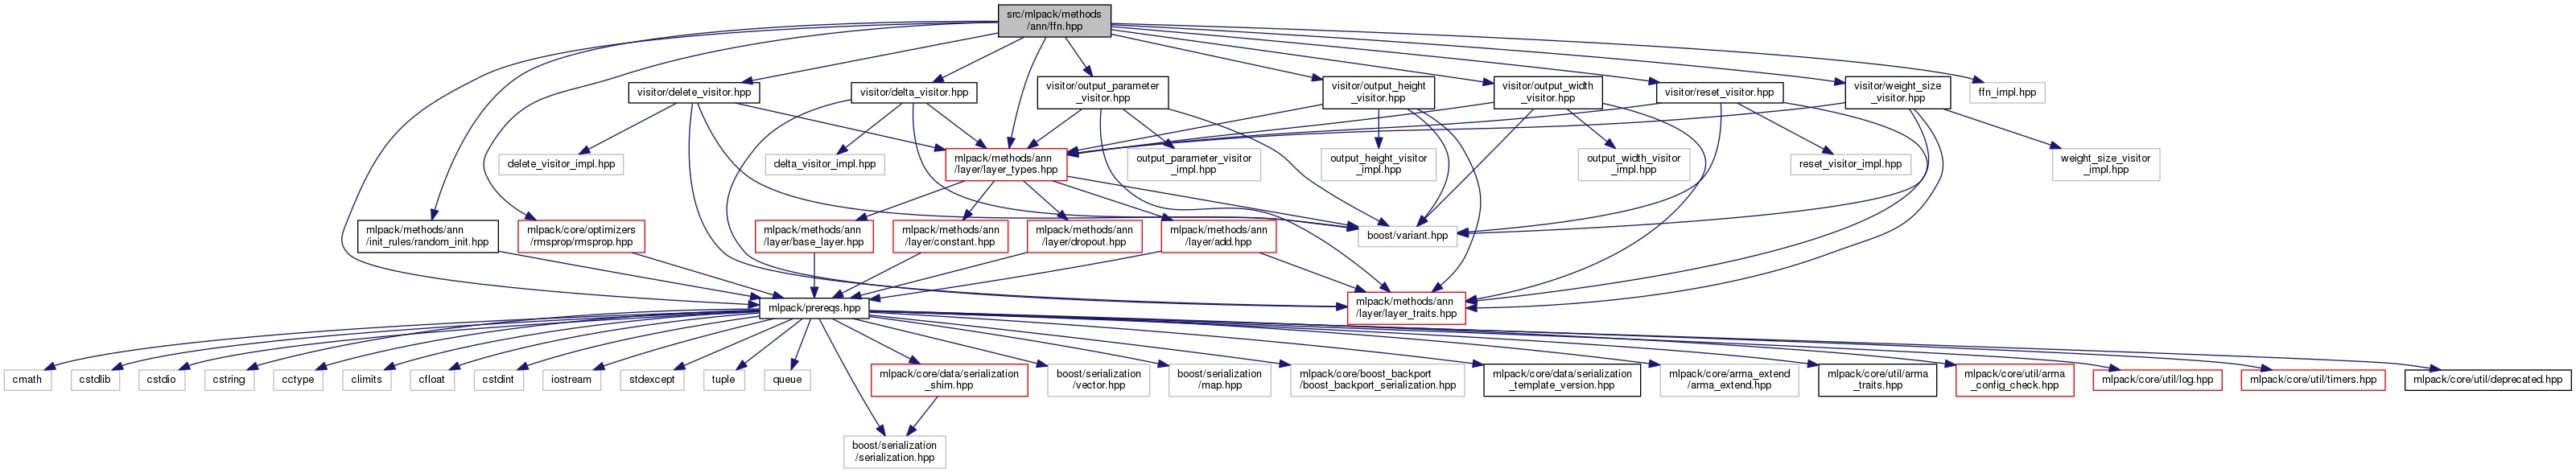 src/mlpack/methods
/ann/ffn.hpp
visitor/delete_visitor.hpp
visitor/delta_visitor.hpp
visitor/output_parameter
_visitor.hpp
visitor/output_height
_visitor.hpp
visitor/output_width
_visitor.hpp
visitor/reset_visitor.hpp
visitor/weight_size
_visitor.hpp
ffn_impl.hpp
delete_visitor_impl.hpp
delta_visitor_impl.hpp
mlpack/methods/ann
/layer/layer_types.hpp
output_parameter_visitor
_impl.hpp
output_height_visitor
_impl.hpp
output_width_visitor
_impl.hpp
reset_visitor_impl.hpp
weight_size_visitor
_impl.hpp
mlpack/methods/ann
/init_rules/random_init.hpp
mlpack/core/optimizers
/rmsprop/rmsprop.hpp
mlpack/methods/ann
/layer/base_layer.hpp
mlpack/methods/ann
/layer/constant.hpp
mlpack/methods/ann
/layer/dropout.hpp
mlpack/methods/ann
/layer/add.hpp
boost/variant.hpp
mlpack/prereqs.hpp
mlpack/methods/ann
/layer/layer_traits.hpp
cmath
cstdlib
cstdio
cstring
cctype
climits
cfloat
cstdint
iostream
stdexcept
tuple
queue
mlpack/core/data/serialization
_shim.hpp
boost/serialization
/vector.hpp
boost/serialization
/map.hpp
mlpack/core/boost_backport
/boost_backport_serialization.hpp
mlpack/core/data/serialization
_template_version.hpp
mlpack/core/arma_extend
/arma_extend.hpp
mlpack/core/util/arma
_traits.hpp
mlpack/core/util/arma
_config_check.hpp
mlpack/core/util/log.hpp
mlpack/core/util/timers.hpp
mlpack/core/util/deprecated.hpp
boost/serialization
/serialization.hpp